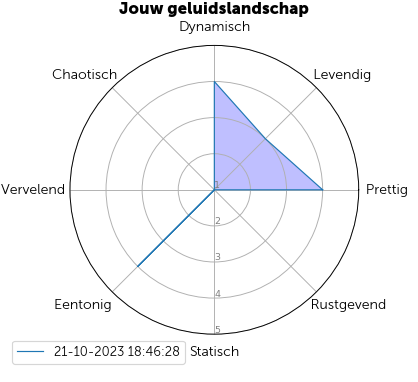 Jouw geluidslandschap
Dynamisch
Chaotisch
Levendig
Vervelend
Prettig
1
2
3
4
5
Eentonig
Rustgevend
Statisch
21-10-2023 18:46:28